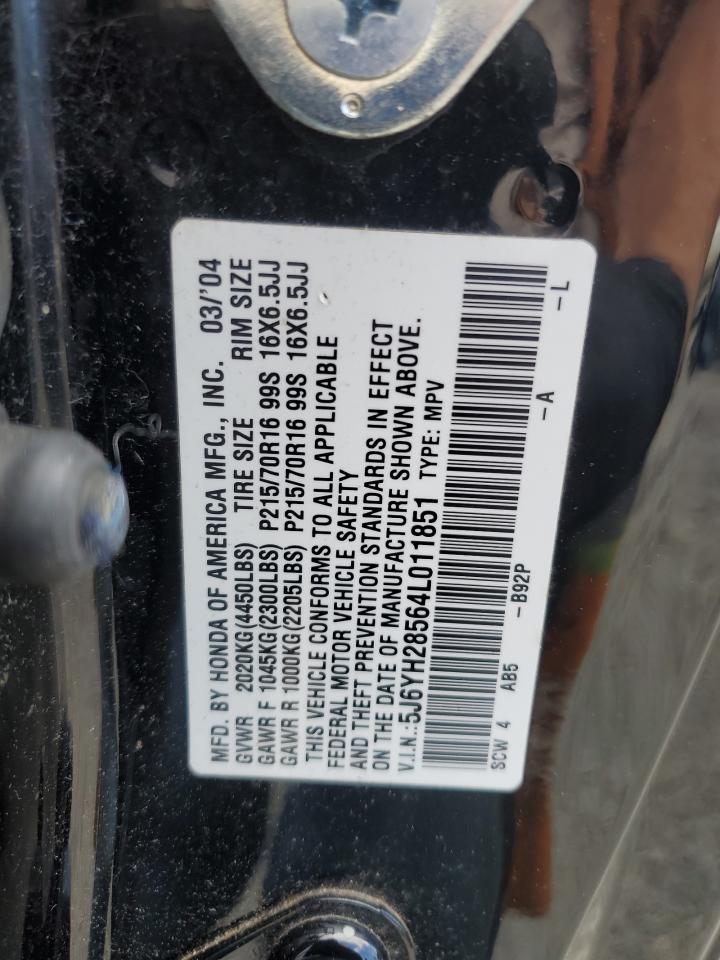 MFD. BY HONDA OF AMERICA MFG., INC. 03/'04
GVWR 2020KG(4450LBS) TIRE SIZE RIM SIZE
GAWR F 1045KG(2300LBS) P215/70R16 99S 16X6.5JJ
GAWR R 1000KG(2205LBS) P215/70R16 99S 16X6.5JJ
THIS VEHICLE CONFORMS TO ALL APPLICABLE
FEDERAL MOTOR VEHICLE SAFETY
AND THEFT PREVENTION STANDARDS IN EFFECT
ON THE DATE OF MANUFACTURE SHOWN ABOVE.
V.I.N.:5J6YH28564L011851 TYPE: MPV
SCW 4 AB5 -B92P -A -L